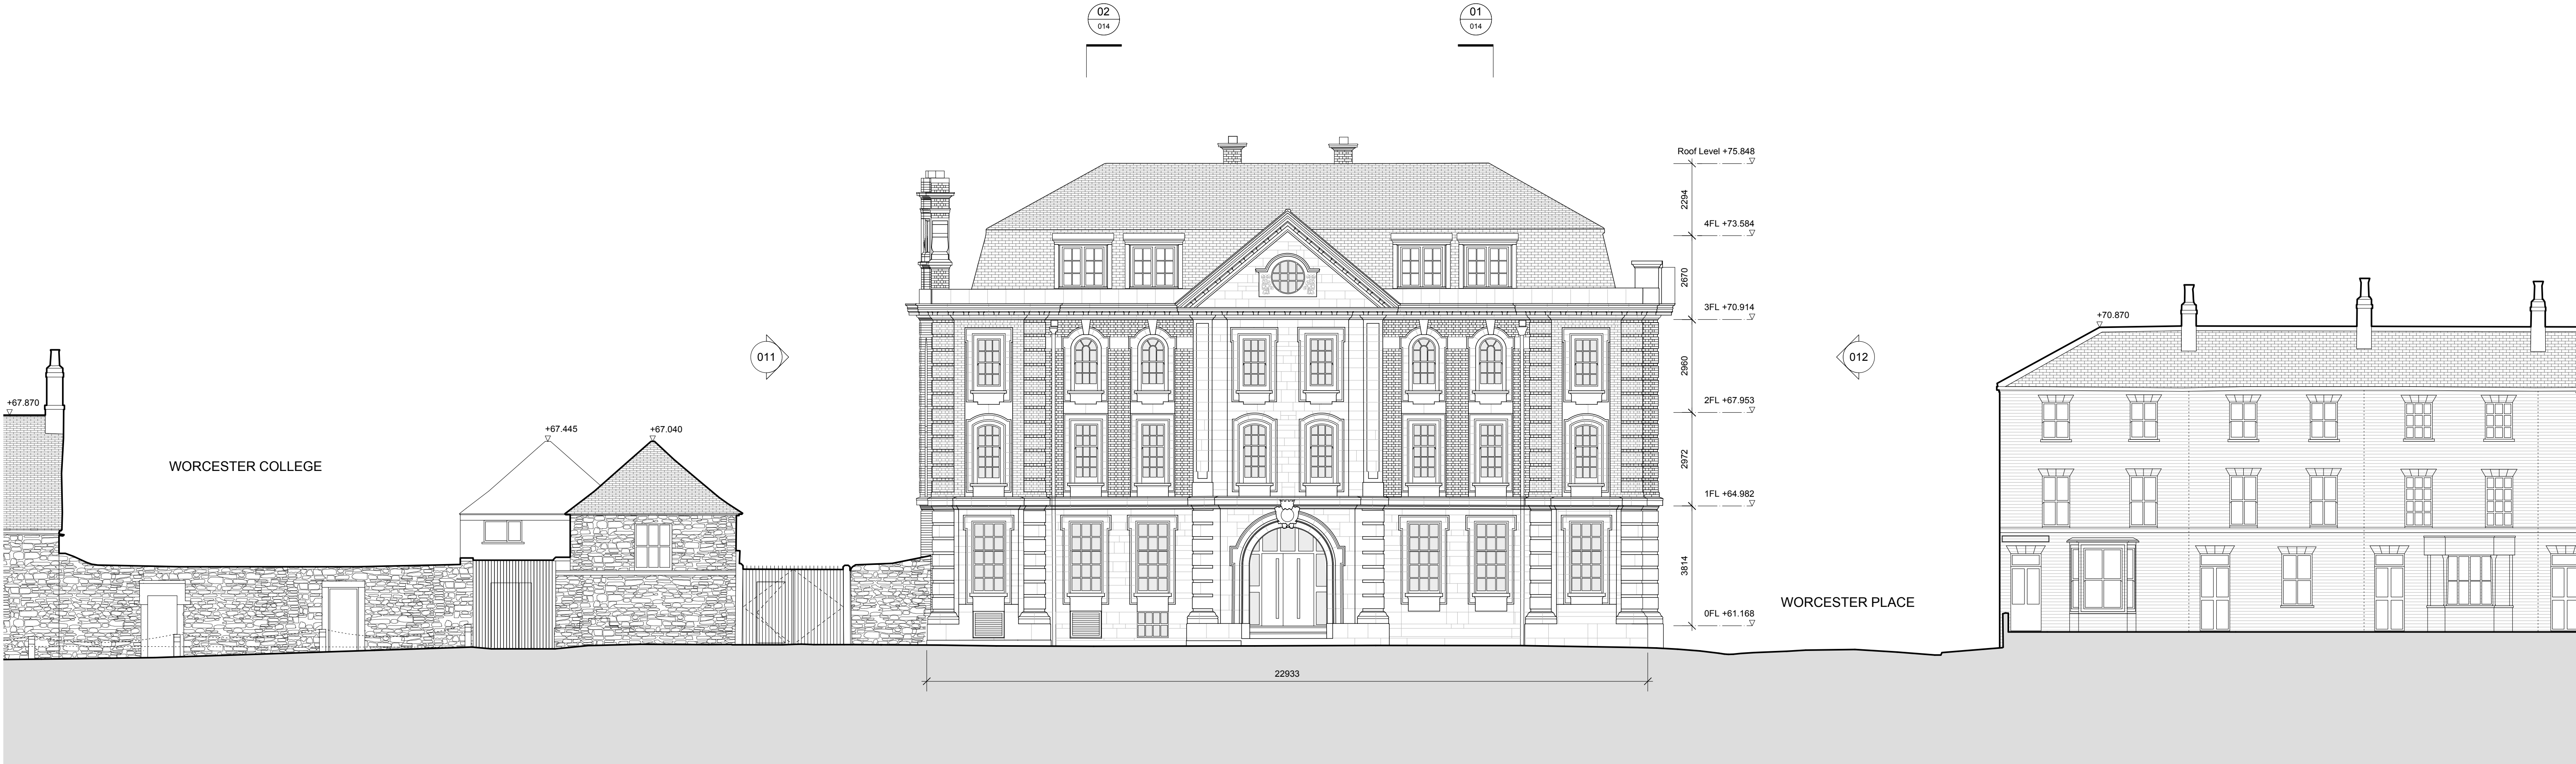 02
014
01
014
Roof Level +75.848
2294
4FL +73.584
2670
3FL +70.914
2960
2FL +67.953
2972
1FL +64.982
3814
0FL +61.168
22933
011
012
+70.870
+67.870
+67.445
+67.040
WORCESTER COLLEGE
WORCESTER PLACE